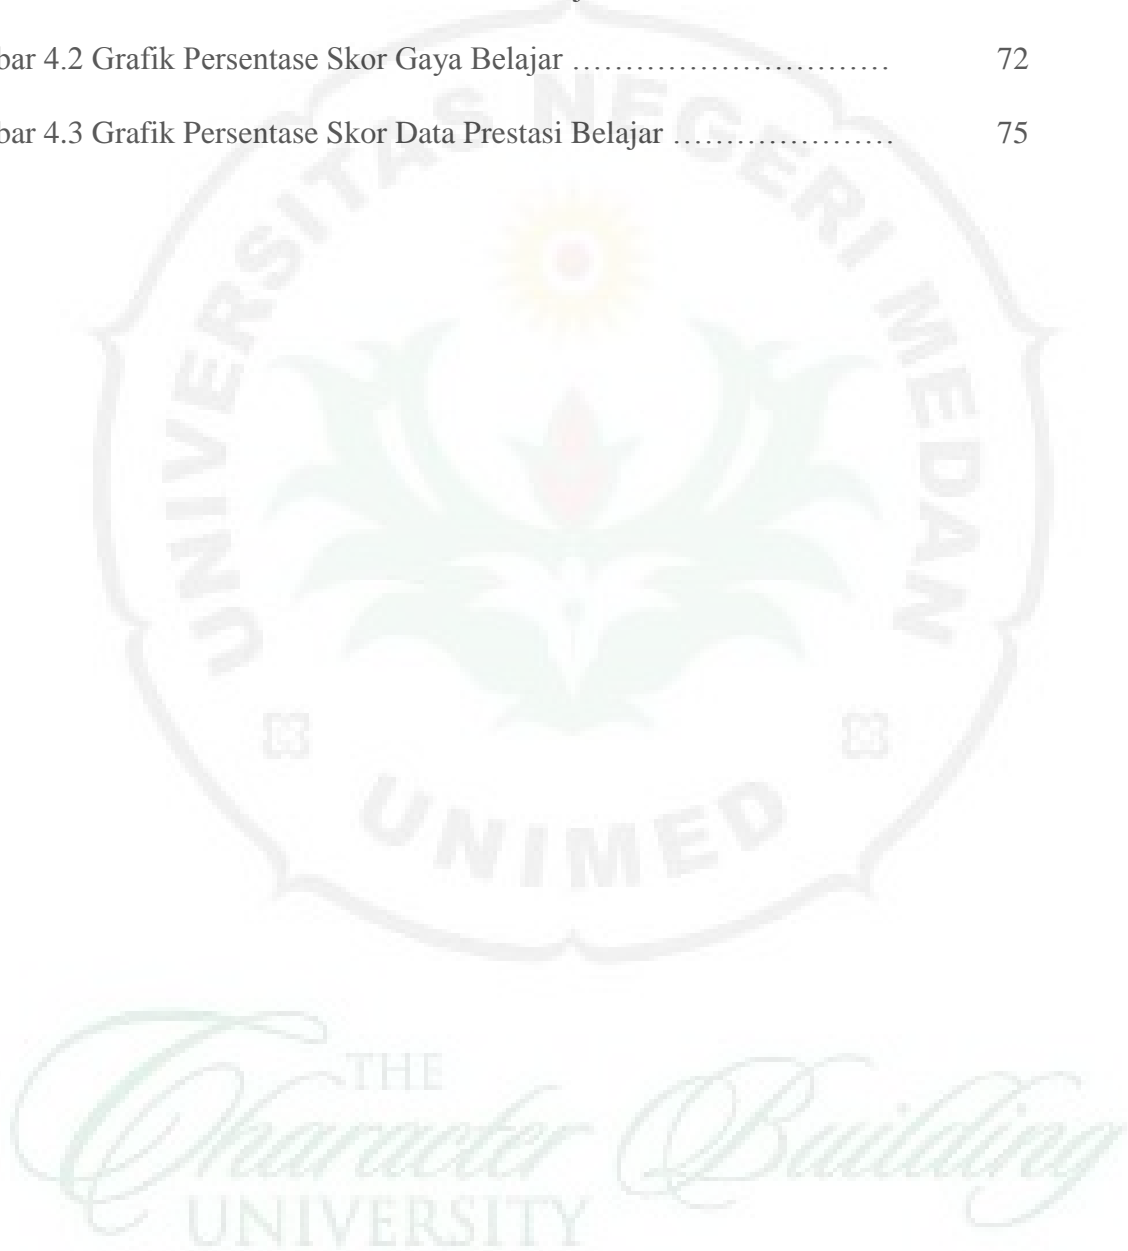 bar 4.2 Grafik Persentase Skor Gaya Belajar ………………………… 72
bar 4.3 Grafik Persentase Skor Data Prestasi Belajar ………………… 75
UNIVERSITAS NEGERI MEDAN
UNIMED
THE
Character Building
UNIVERSITY